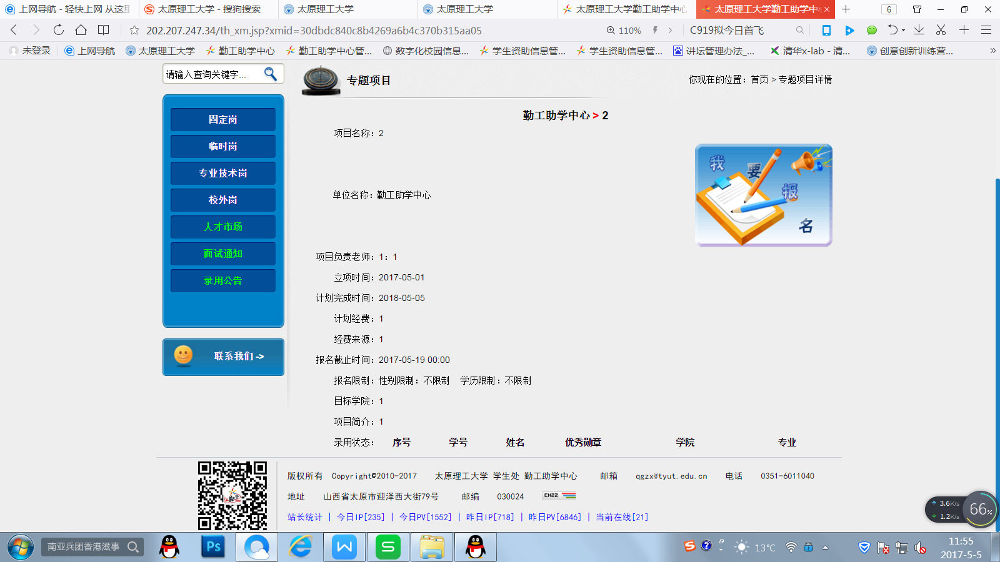 上网导航 - 轻快上网 从这里
太原理工大学 - 搜狗搜索
太原理工大学
太原理工大学
太原理工大学勤工助学中心
太原理工大学勤工助学中
6
202.207.247.34/th_xm.jsp?xmid=30dbdc840c8b4269a6b4c370b315aa05
110%
C919拟今日首飞
未登录
上网导航
太原理工大学
勤工助学中心
勤工助学中心管...
数字化校园信息...
学生资助信息管...
学生资助信息管...
讲坛管理办法_...
清华x-lab - 清...
创意创新训练营...
»
请输入查询关键字...
专题项目
你现在的位置：首页 > 专题项目详情
固定岗
临时岗
专业技术岗
校外岗
人才市场
面试通知
录用公告
联系我们 ->
勤工助学中心 > 2
项目名称：2
我要报名
单位名称：勤工助学中心
项目负责老师：1：1
立项时间：2017-05-01
计划完成时间：2018-05-05
计划经费：1
经费来源：1
报名截止时间：2017-05-19 00:00
报名限制：性别限制：不限制 学历限制：不限制
目标学院：1
项目简介：1
录用状态： 序号 学号 姓名 优秀勋章 学院 专业
版权所有 Copyright©2010-2017 太原理工大学 学生处 勤工助学中心 邮箱 qgzx@tyut.edu.cn 电话 0351-6011040
地址 山西省太原市迎泽西大街79号 邮编 030024 CNZZ
站长统计 | 今日IP[235] | 今日PV[1552] | 昨日IP[718] | 昨日PV[6846] | 当前在线[21]
3.6K/s
1.2K/s
66%
南亚兵团香港滋事
Ps
W
S
13℃
11:55
2017-5-5